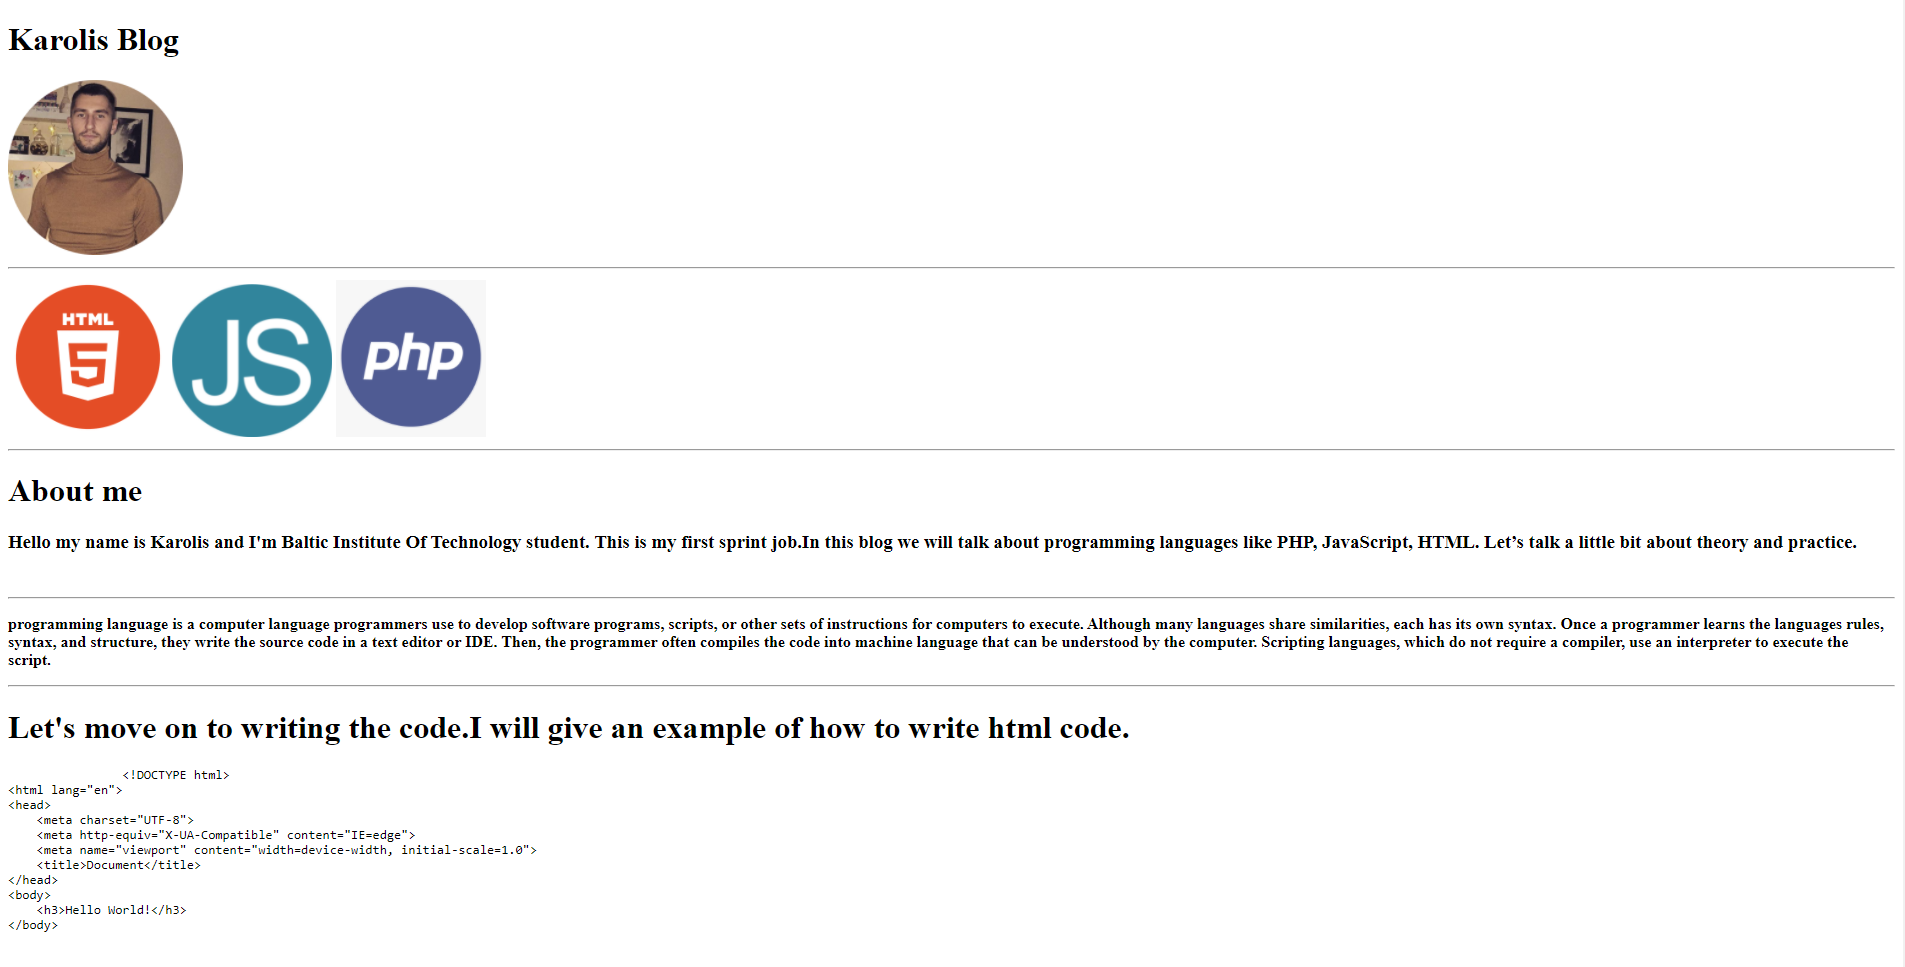 Karolis Blog
HTML
5
JS
php
About me
Hello my name is Karolis and I'm Baltic Institute Of Technology student. This is my first sprint job.In this blog we will talk about programming languages like PHP, JavaScript, HTML. Let’s talk a little bit about theory and practice.
programming language is a computer language programmers use to develop software programs, scripts, or other sets of instructions for computers to execute. Although many languages share similarities, each has its own syntax. Once a programmer learns the languages rules,
syntax, and structure, they write the source code in a text editor or IDE. Then, the programmer often compiles the code into machine language that can be understood by the computer. Scripting languages, which do not require a compiler, use an interpreter to execute the
script.
Let's move on to writing the code.I will give an example of how to write html code.
<!DOCTYPE html>
<html lang="en">
<head>
    <meta charset="UTF-8">
    <meta http-equiv="X-UA-Compatible" content="IE=edge">
    <meta name="viewport" content="width=device-width, initial-scale=1.0">
    <title>Document</title>
</head>
<body>
    <h3>Hello World!</h3>
</body>